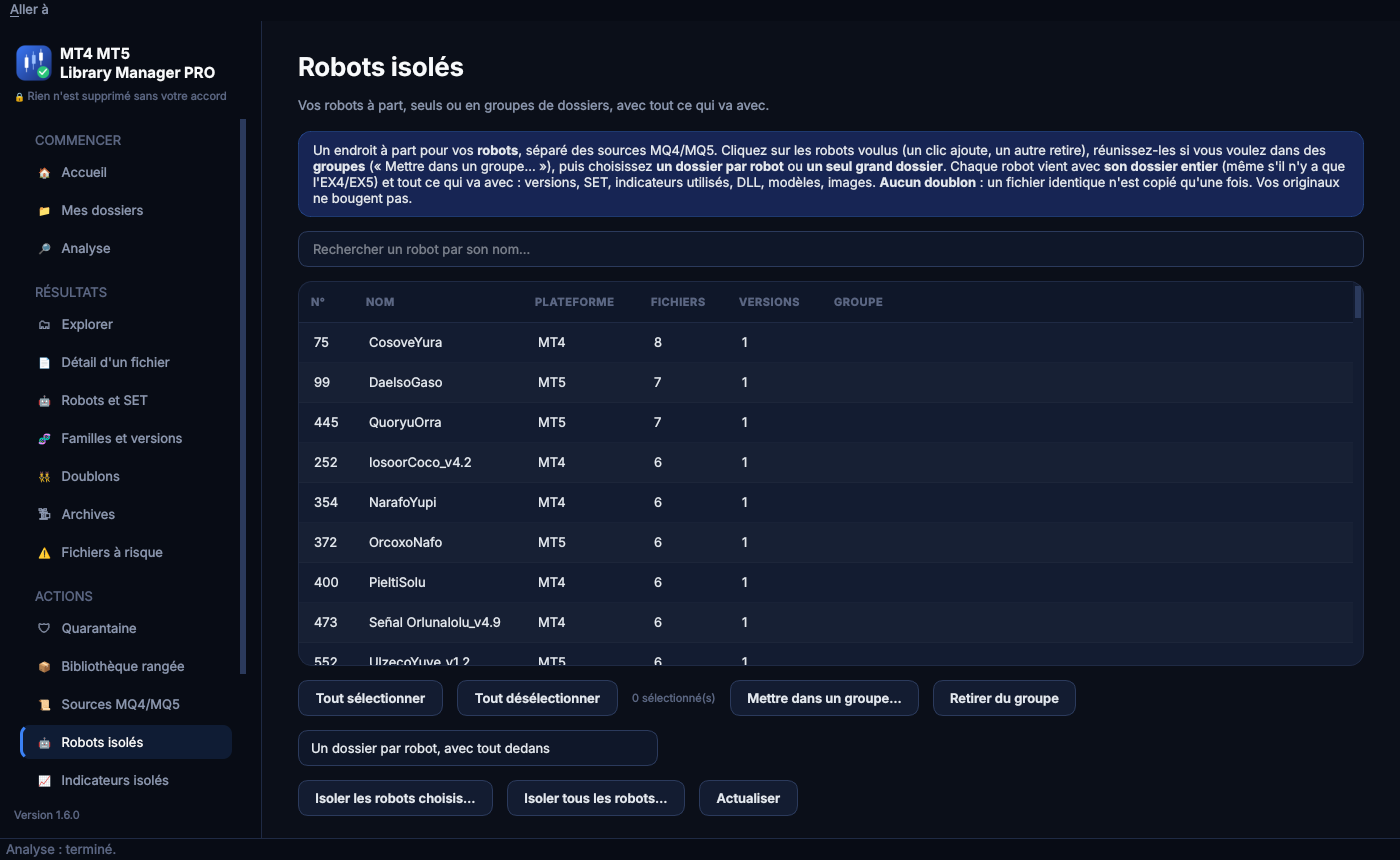 Aller à
MT4 MT5
Library Manager PRO
Rien n'est supprimé sans votre accord
COMMENCER
Accueil
Mes dossiers
Analyse
RÉSULTATS
Explorer
Détail d'un fichier
Robots et SET
Familles et versions
Doublons
Archives
Fichiers à risque
ACTIONS
Quarantaine
Bibliothèque rangée
Sources MQ4/MQ5
Robots isolés
Indicateurs isolés
Version 1.6.0
Robots isolés
Vos robots à part, seuls ou en groupes de dossiers, avec tout ce qui va avec.
Un endroit à part pour vos robots, séparé des sources MQ4/MQ5. Cliquez sur les robots voulus (un clic ajoute, un autre retire), réunissez-les si vous voulez dans des
groupes (« Mettre dans un groupe... »), puis choisissez un dossier par robot ou un seul grand dossier. Chaque robot vient avec son dossier entier (même s'il n'y a que
l'EX4/EX5) et tout ce qui va avec : versions, SET, indicateurs utilisés, DLL, modèles, images. Aucun doublon : un fichier identique n'est copié qu'une fois. Vos originaux
ne bougent pas.
Rechercher un robot par son nom...
N° NOM PLATEFORME FICHIERS VERSIONS GROUPE
75 CosoveYura MT4 8 1
99 DaelsoGaso MT5 7 1
445 QuoryuOrra MT5 7 1
252 IosoorCoco_v4.2 MT4 6 1
354 NarafoYupi MT4 6 1
372 OrcoxoNafo MT5 6 1
400 PieltiSolu MT4 6 1
473 Señal Orlunalolu_v4.9 MT4 6 1
552 UlzecoYuve_v1.2 MT5 6 1
Tout sélectionner Tout désélectionner 0 sélectionné(s) Mettre dans un groupe... Retirer du groupe
Un dossier par robot, avec tout dedans
Isoler les robots choisis... Isoler tous les robots... Actualiser
Analyse : terminé.